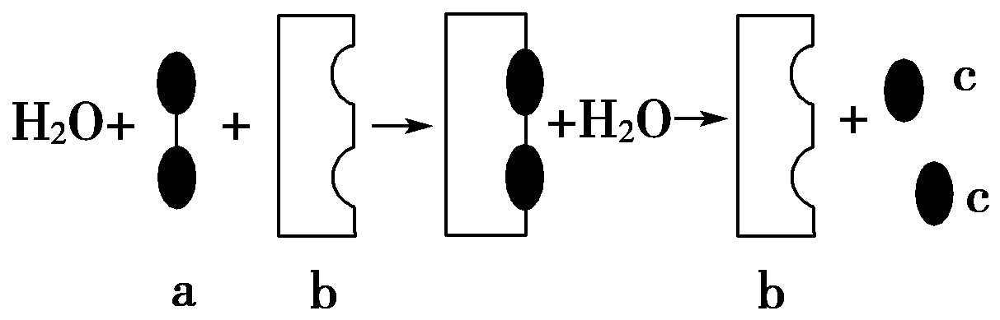 H₂O+ + → +H₂O → + c
c
a b b